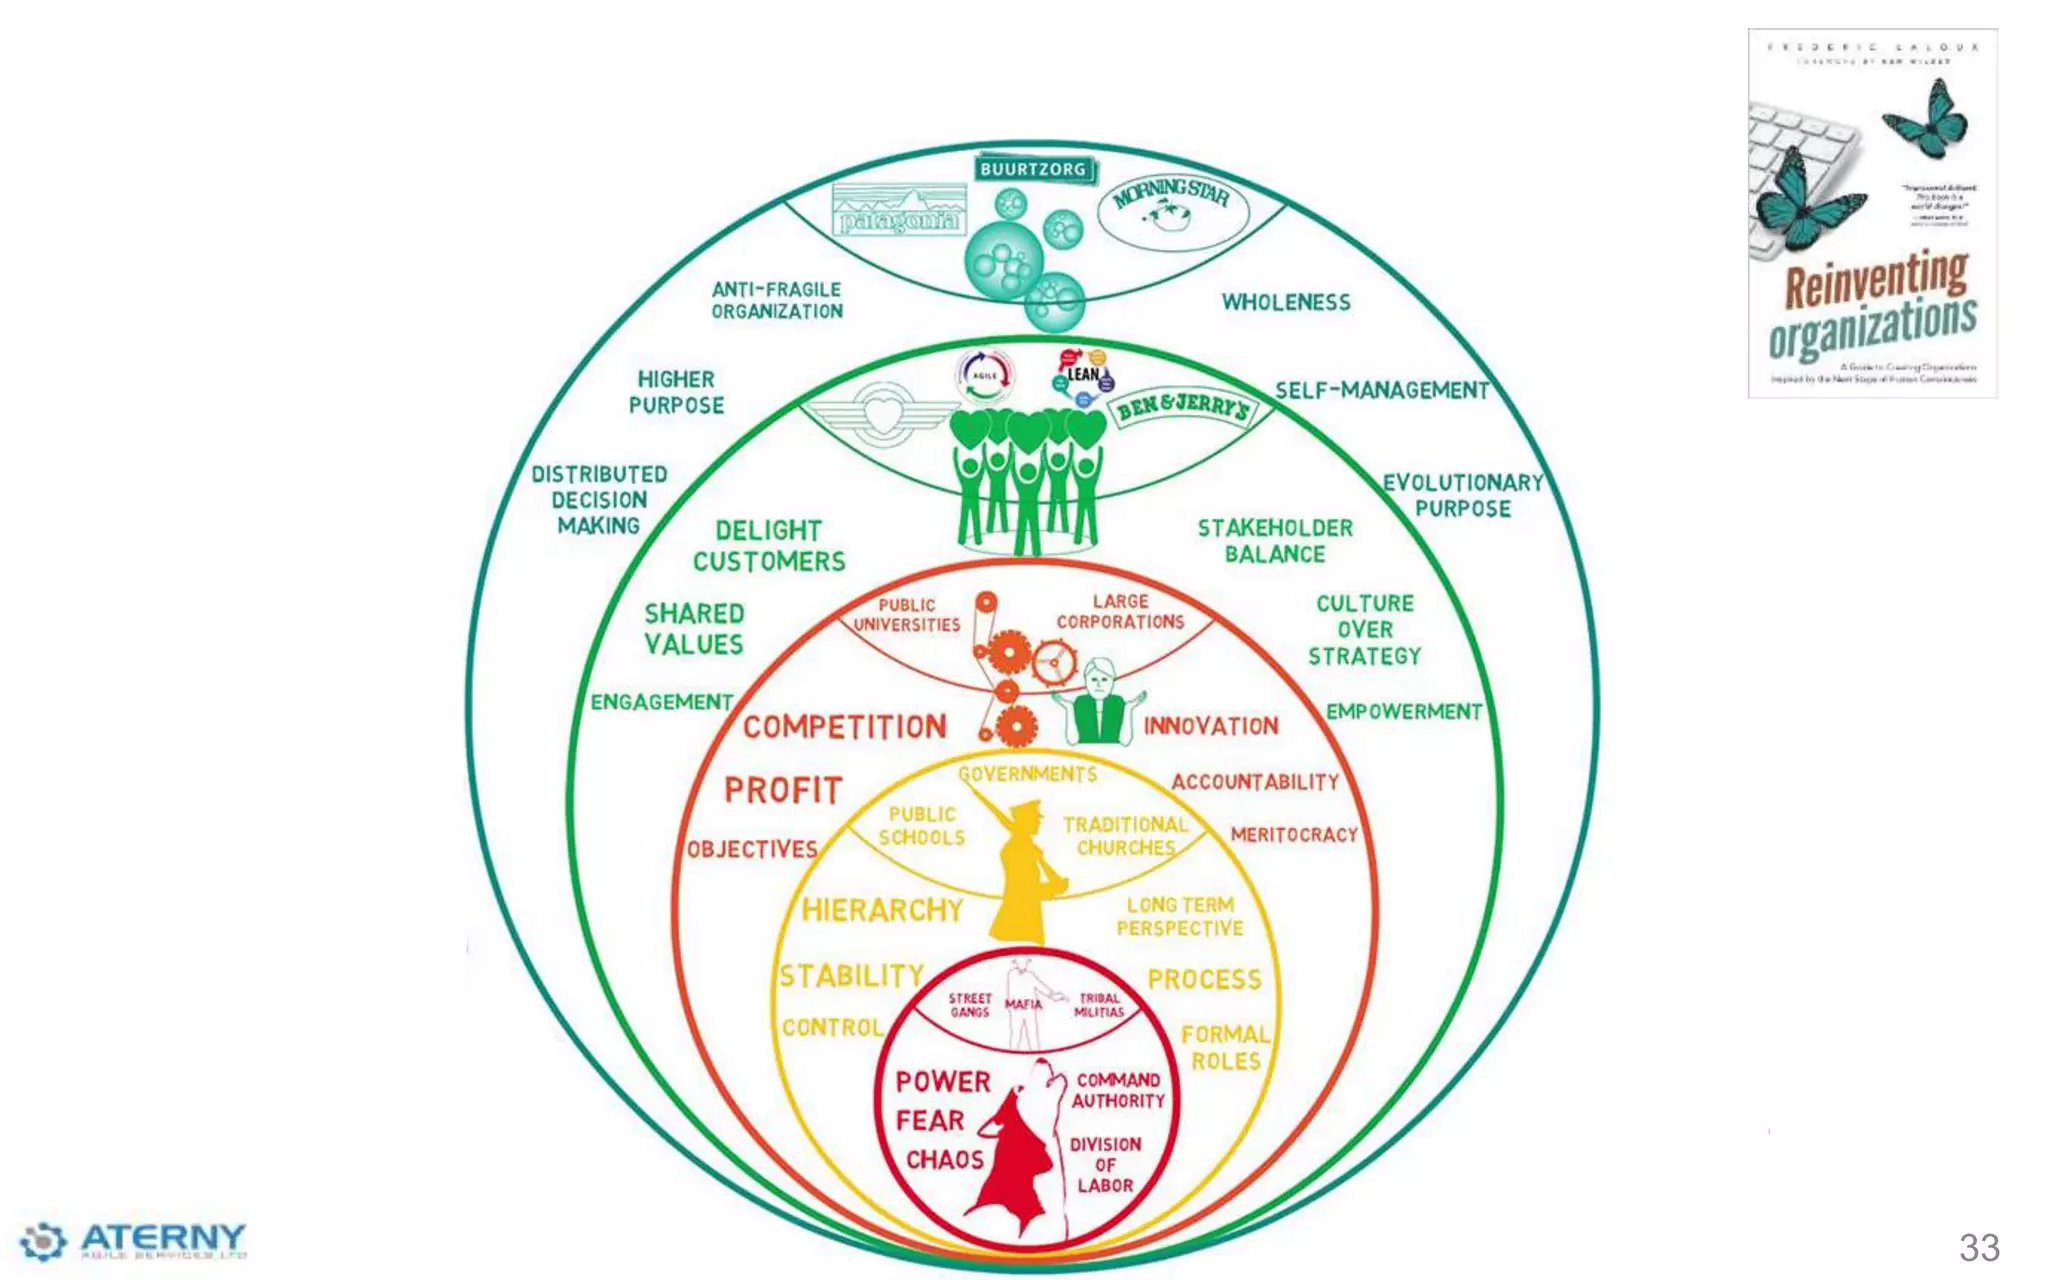 FREDERIC LALOUX
FOREWORD BY KEN WILBER
Reinventing
organizations
A Guide to Creating Organizations
Inspired by the Next Stage of Human Consciousness
BUURTZORG
patagonia
MORNING STAR
ANTI-FRAGILE
ORGANIZATION
WHOLENESS
HIGHER
PURPOSE
SELF-MANAGEMENT
DISTRIBUTED
DECISION
MAKING
EVOLUTIONARY
PURPOSE
AGILE
LEAN
BEN & JERRY'S
DELIGHT
CUSTOMERS
STAKEHOLDER
BALANCE
SHARED
VALUES
CULTURE
OVER
STRATEGY
ENGAGEMENT
EMPOWERMENT
PUBLIC
UNIVERSITIES
LARGE
CORPORATIONS
COMPETITION
INNOVATION
PROFIT
ACCOUNTABILITY
OBJECTIVES
MERITOCRACY
GOVERNMENTS
PUBLIC
SCHOOLS
TRADITIONAL
CHURCHES
HIERARCHY
LONG TERM
PERSPECTIVE
STABILITY
PROCESS
CONTROL
FORMAL
ROLES
STREET
GANGS
MAFIA
TRIBAL
MILITIAS
POWER
FEAR
CHAOS
COMMAND
AUTHORITY
DIVISION
OF
LABOR
ATERNY
AGILE SERVICES LTD
33